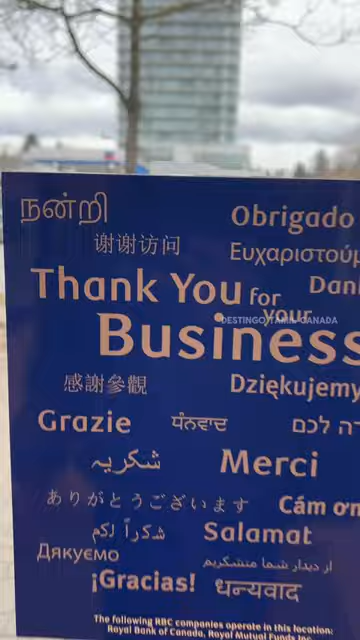 நன்றி
Obrigado
谢谢访问
Ευχαριστούμ
Thank You for
Dan
your
DESTINGO TAMIL CANADA
Business
感謝參觀
Dziękujemy
Grazie
ਧੰਨਵਾਦ
דה לכם
شکریہ
Merci
ありがとうございます
Cám ơn
شكراً لكم
Salamat
Дякуємо
از دیدار شما متشکریم
¡Gracias!
धन्यवाद
The following RBC companies operate in this location:
Royal Bank of Canada, Royal Mutual Funds Inc